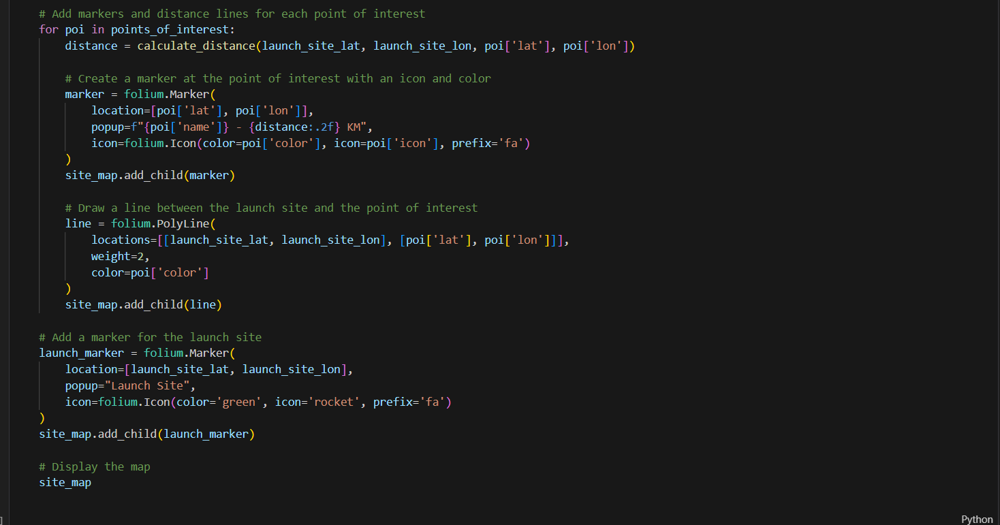 # Add markers and distance lines for each point of interest
for poi in points_of_interest:
    distance = calculate_distance(launch_site_lat, launch_site_lon, poi['lat'], poi['lon'])

    # Create a marker at the point of interest with an icon and color
    marker = folium.Marker(
        location=[poi['lat'], poi['lon']],
        popup=f"{poi['name']} - {distance:.2f} KM",
        icon=folium.Icon(color=poi['color'], icon=poi['icon'], prefix='fa')
    )
    site_map.add_child(marker)

    # Draw a line between the launch site and the point of interest
    line = folium.PolyLine(
        locations=[[launch_site_lat, launch_site_lon], [poi['lat'], poi['lon']]],
        weight=2,
        color=poi['color']
    )
    site_map.add_child(line)

# Add a marker for the launch site
launch_marker = folium.Marker(
    location=[launch_site_lat, launch_site_lon],
    popup="Launch Site",
    icon=folium.Icon(color='green', icon='rocket', prefix='fa')
)
site_map.add_child(launch_marker)

# Display the map
site_map
]
Python